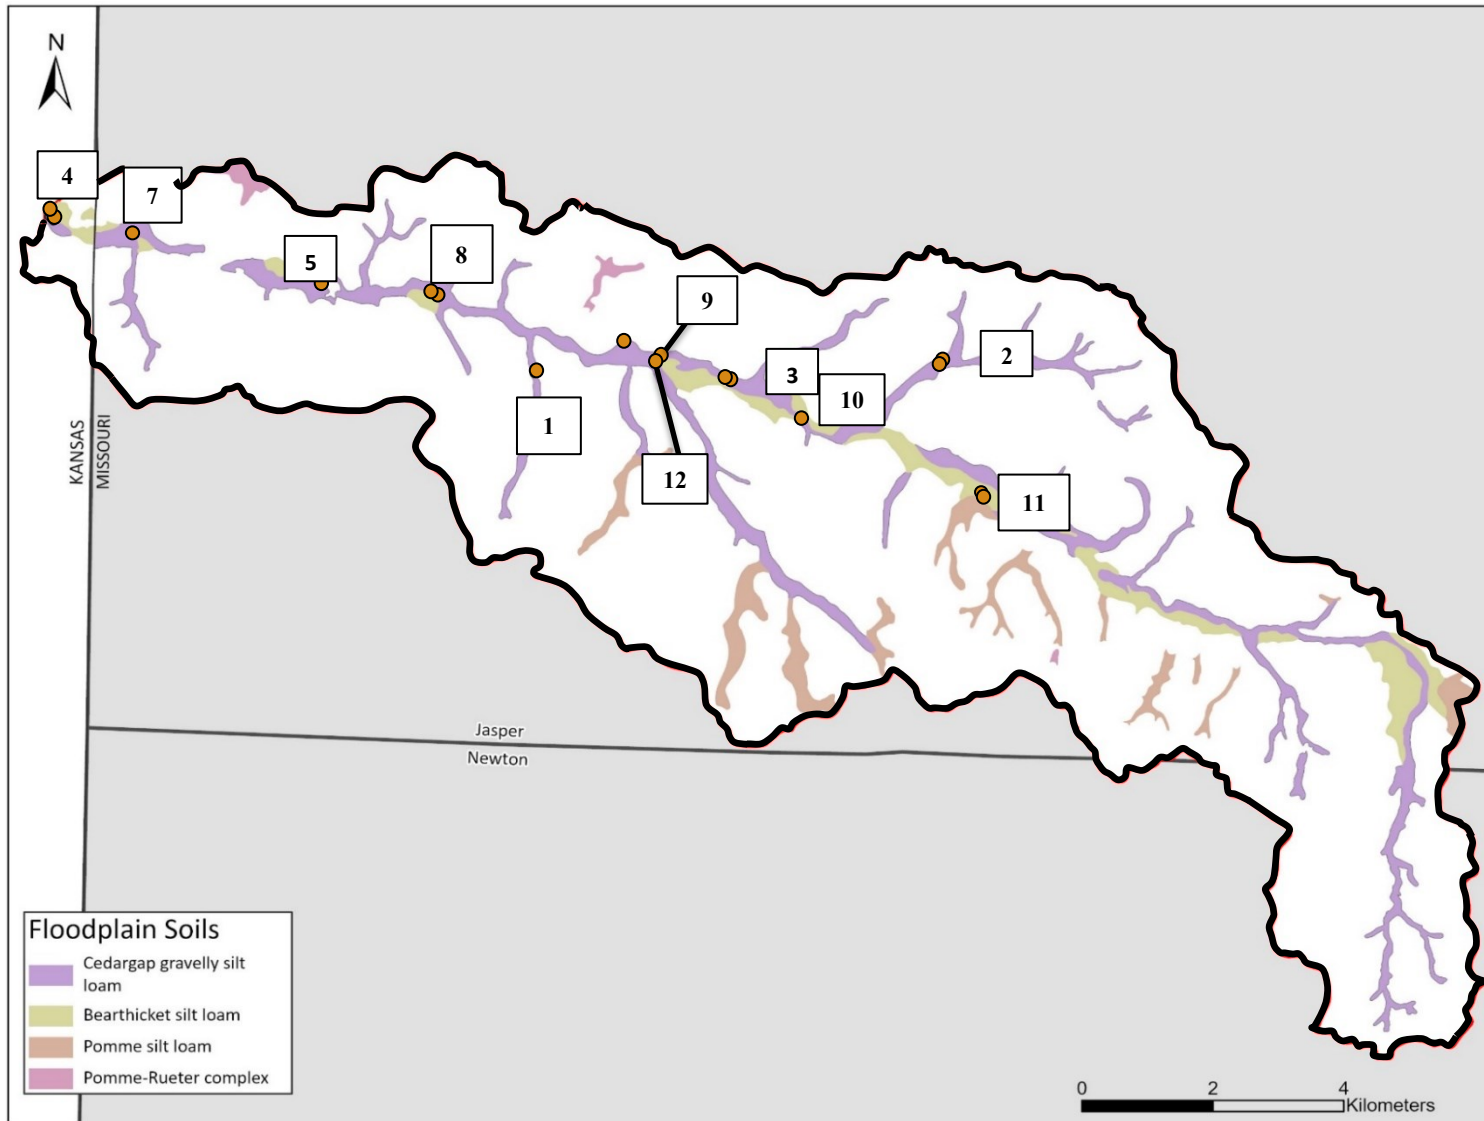 N
4
7
5
8
9
2
3
10
1
12
11
KANSAS
MISSOURI
Jasper
Newton
Floodplain Soils
Cedargap gravelly silt
loam
Bearthicket silt loam
Pomme silt loam
Pomme-Rueter complex
0 2 4
Kilometers